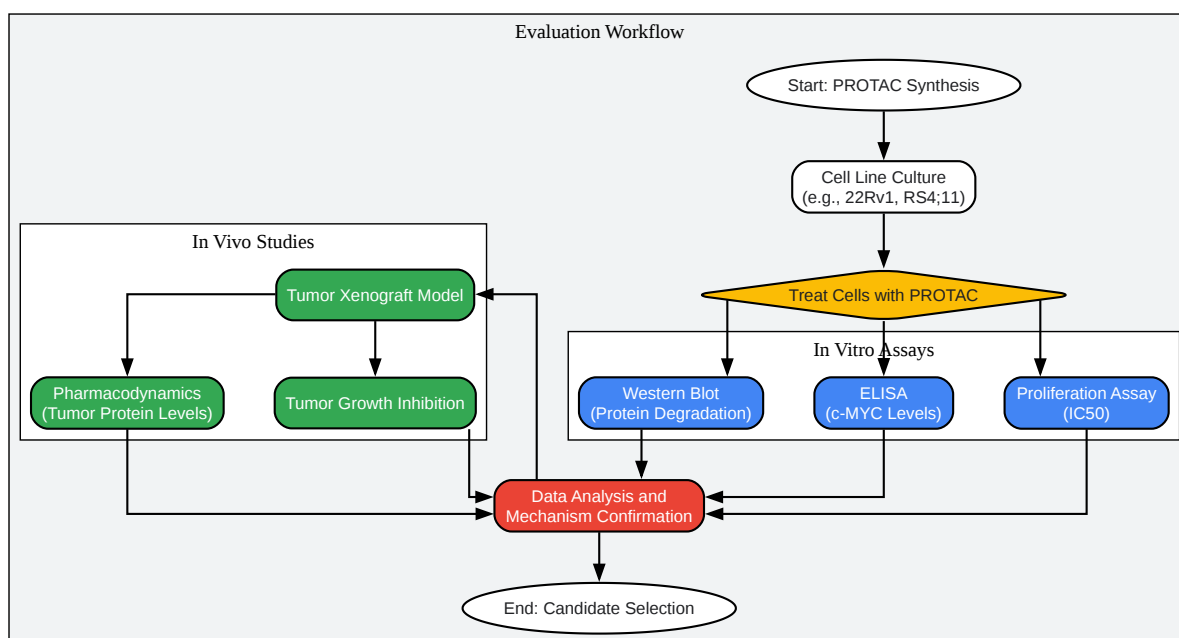 Evaluation Workflow
Start: PROTAC Synthesis
Cell Line Culture
(e.g., 22Rv1, RS4;11)
In Vivo Studies
Tumor Xenograft Model
Treat Cells with PROTAC
In Vitro Assays
Pharmacodynamics
(Tumor Protein Levels)
Tumor Growth Inhibition
Western Blot
(Protein Degradation)
ELISA
(c-MYC Levels)
Proliferation Assay
(IC50)
Data Analysis and
Mechanism Confirmation
End: Candidate Selection